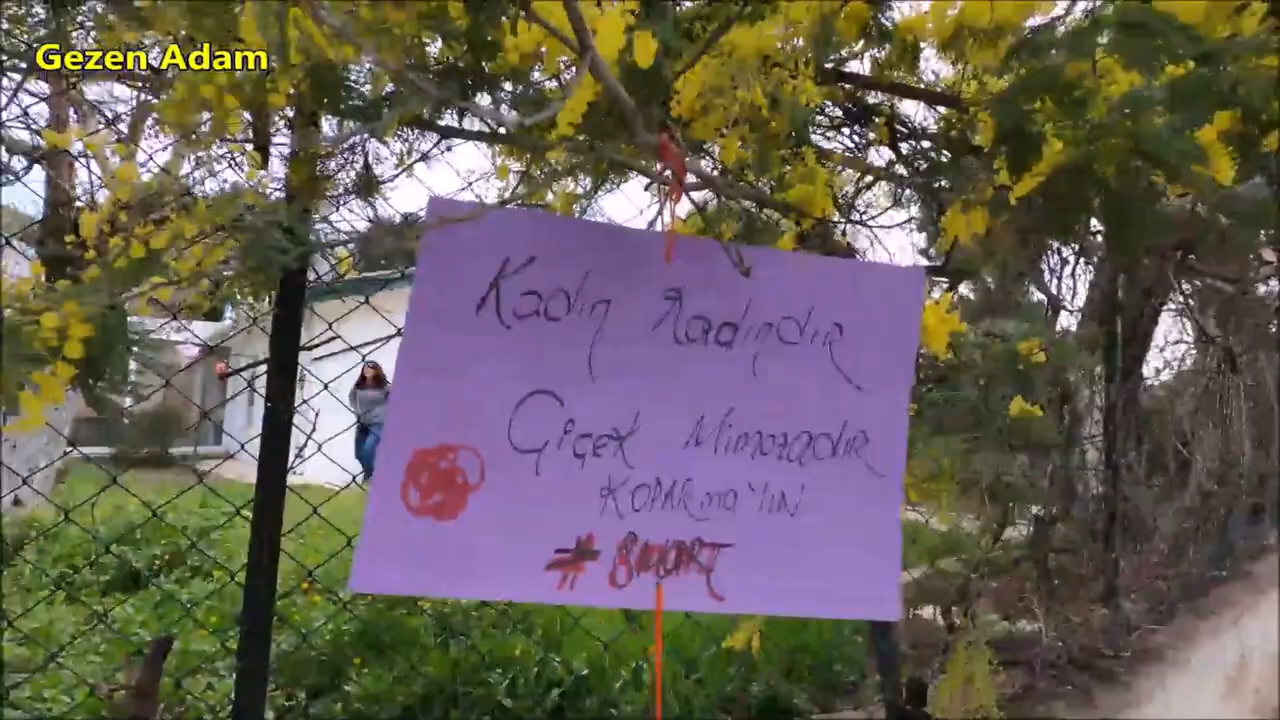 Gezen Adam
Kadın Kadındır
Çiçek Mimozadır
KOPARmaYIN
# 8MART